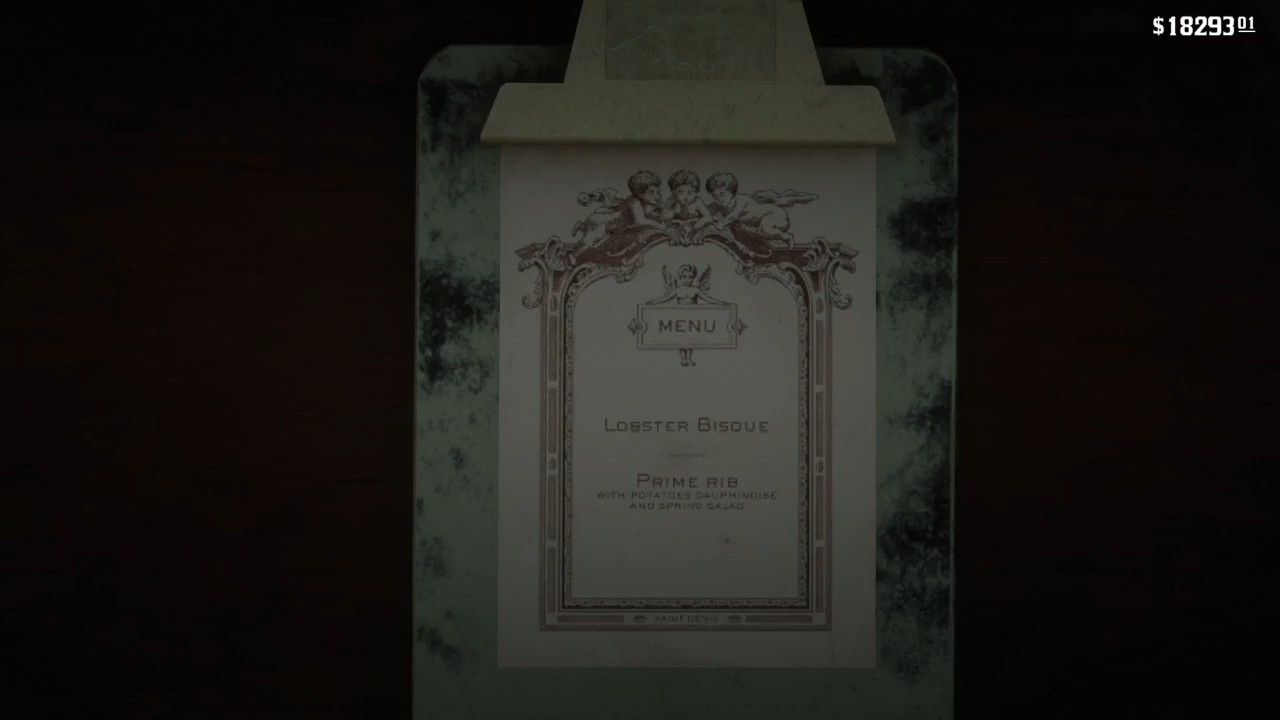 $18293 01
MENU
LOBSTER BISQUE
PRIME RIB
WITH POTATOES DAUPHINOISE
AND SPRING SALAD
SAINT DENIS